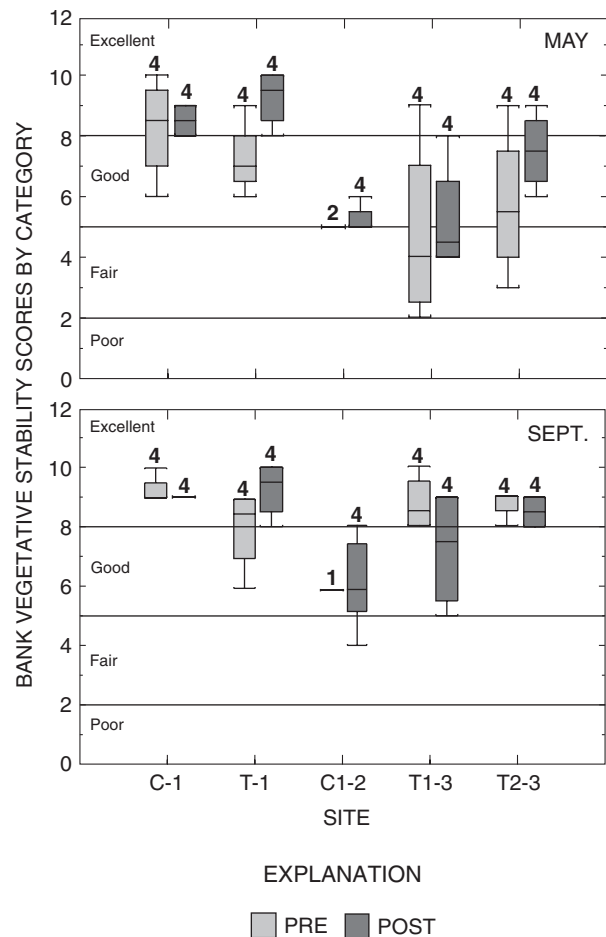 BANK VEGETATIVE STABILITY SCORES BY CATEGORY
12
10
8
6
4
2
0
Excellent
Good
Fair
Poor
MAY
4 4 4 4 2 4 4 4 4 4
12
10
8
6
4
2
0
Excellent
Good
Fair
Poor
SEPT.
4 4 4 4 1 4 4 4 4 4
C-1 T-1 C1-2 T1-3 T2-3
SITE
EXPLANATION
PRE POST